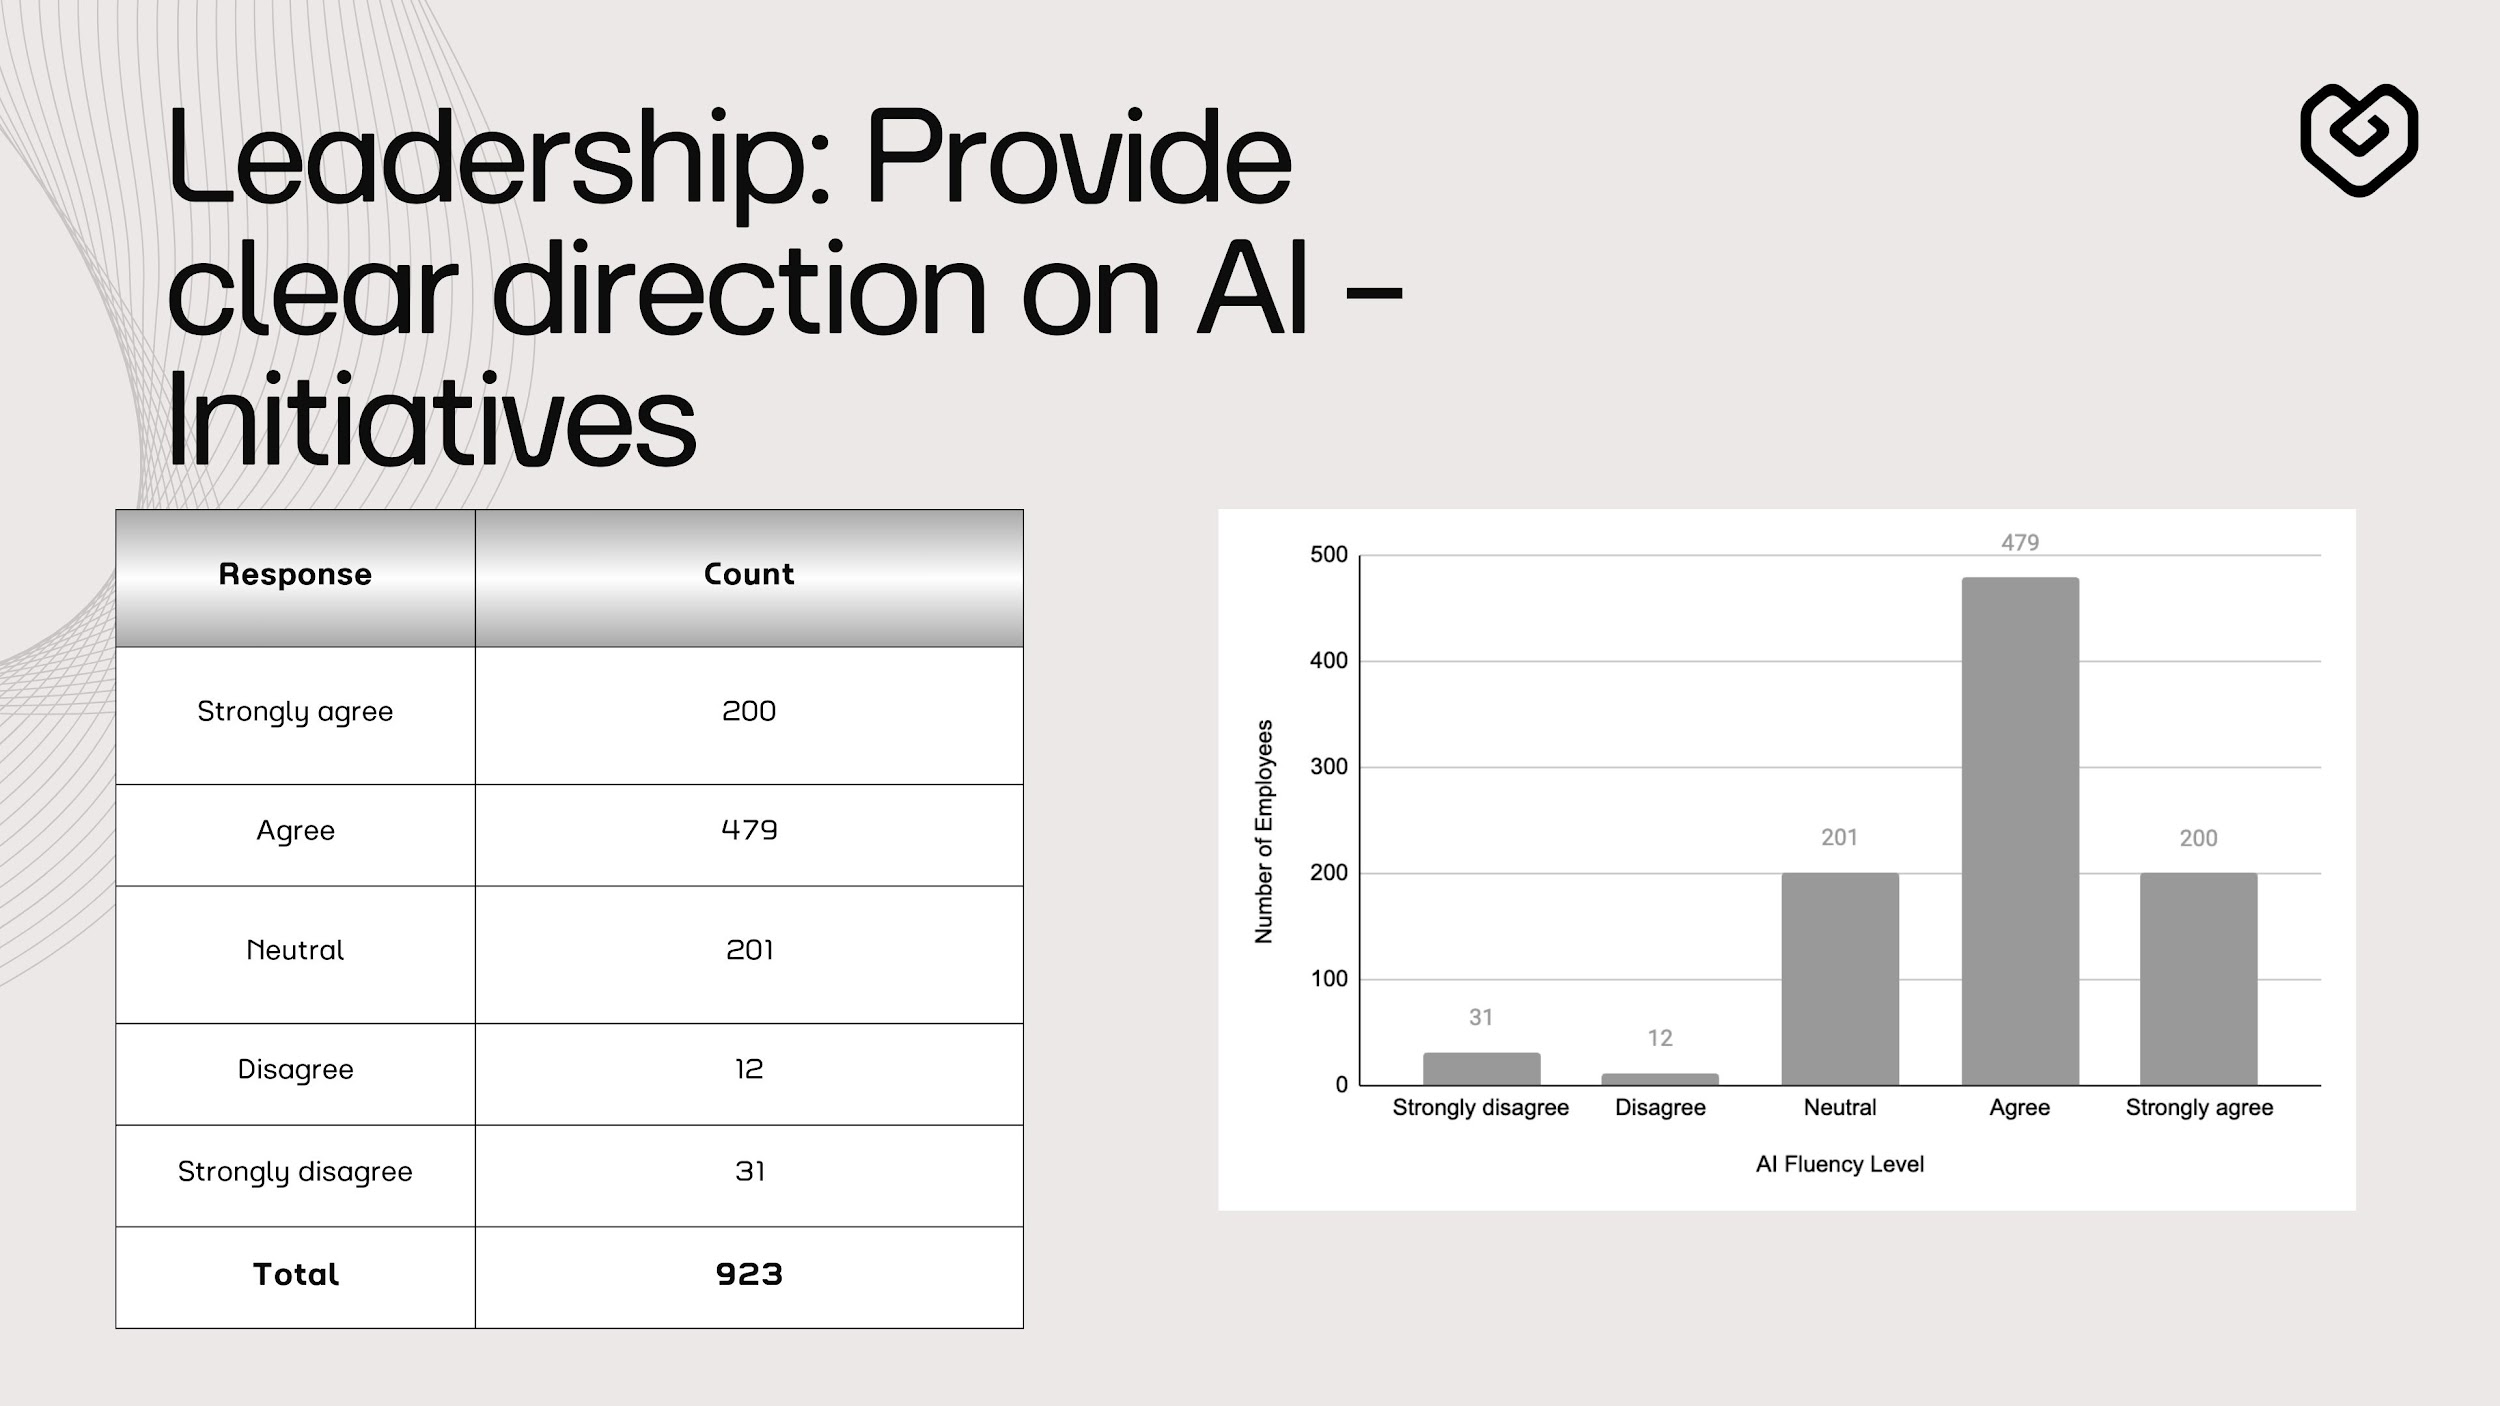 Leadership: Provide
clear direction on AI –
Initiatives
Response Count
Strongly agree 200
Agree 479
Neutral 201
Disagree 12
Strongly disagree 31
Total 923
Number of Employees
500
400
300
200
100
0
31
12
201
479
200
Strongly disagree Disagree Neutral Agree Strongly agree
AI Fluency Level